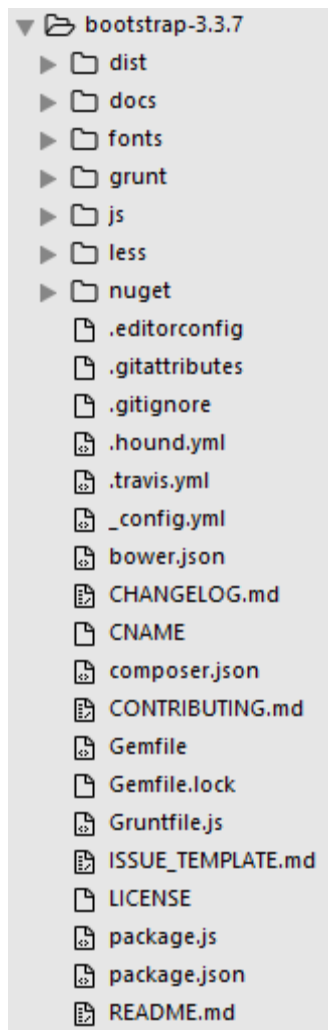 bootstrap-3.3.7
dist
docs
fonts
grunt
js
less
nuget
.editorconfig
.gitattributes
.gitignore
.hound.yml
.travis.yml
_config.yml
bower.json
CHANGELOG.md
CNAME
composer.json
CONTRIBUTING.md
Gemfile
Gemfile.lock
Gruntfile.js
ISSUE_TEMPLATE.md
LICENSE
package.js
package.json
README.md